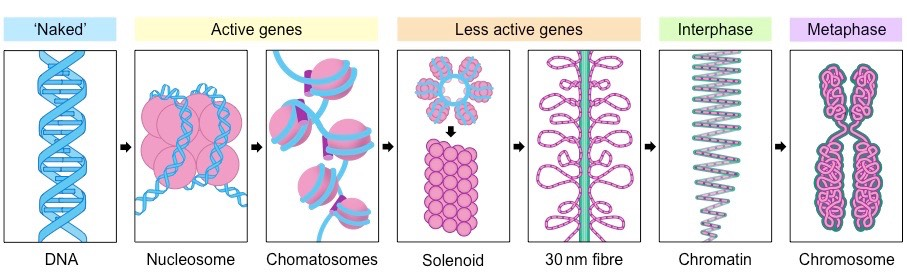 ‘Naked’
Active genes
Less active genes
Interphase
Metaphase
DNA
Nucleosome
Chomatosomes
Solenoid
30 nm fibre
Chromatin
Chromosome